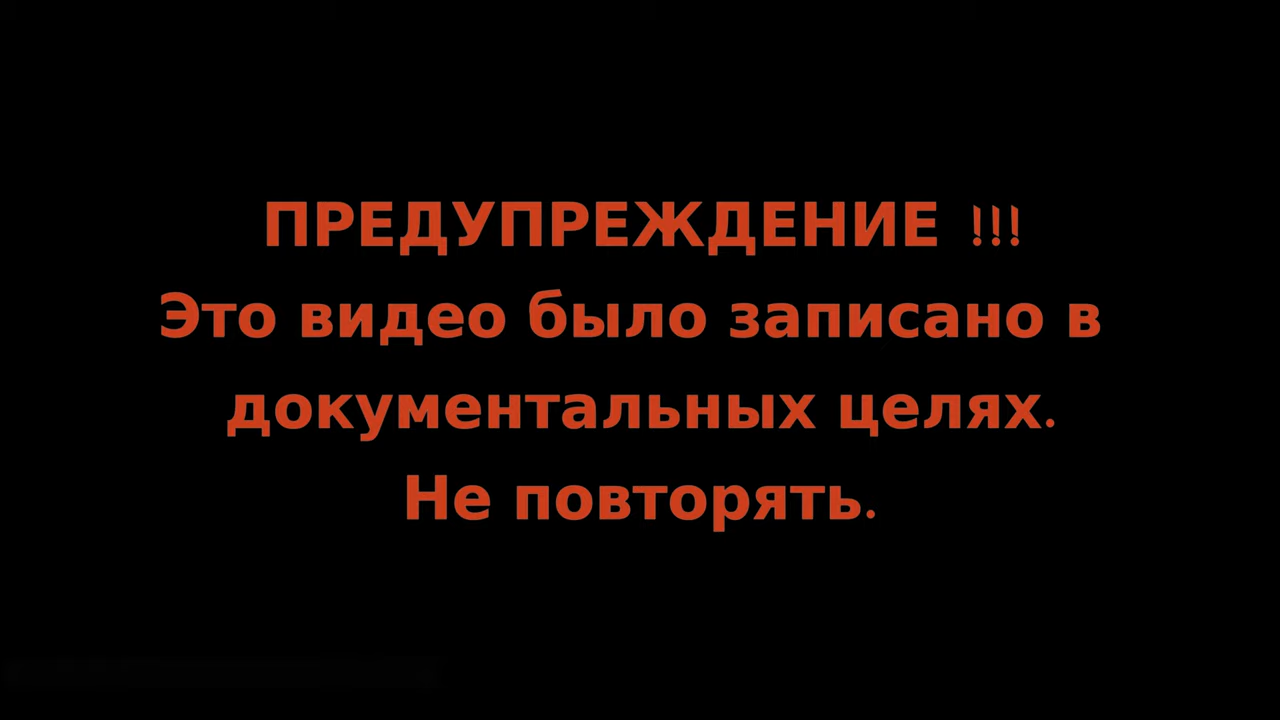 ПРЕДУПРЕЖДЕНИЕ !!!
Это видео было записано в
документальных целях.
Не повторять.